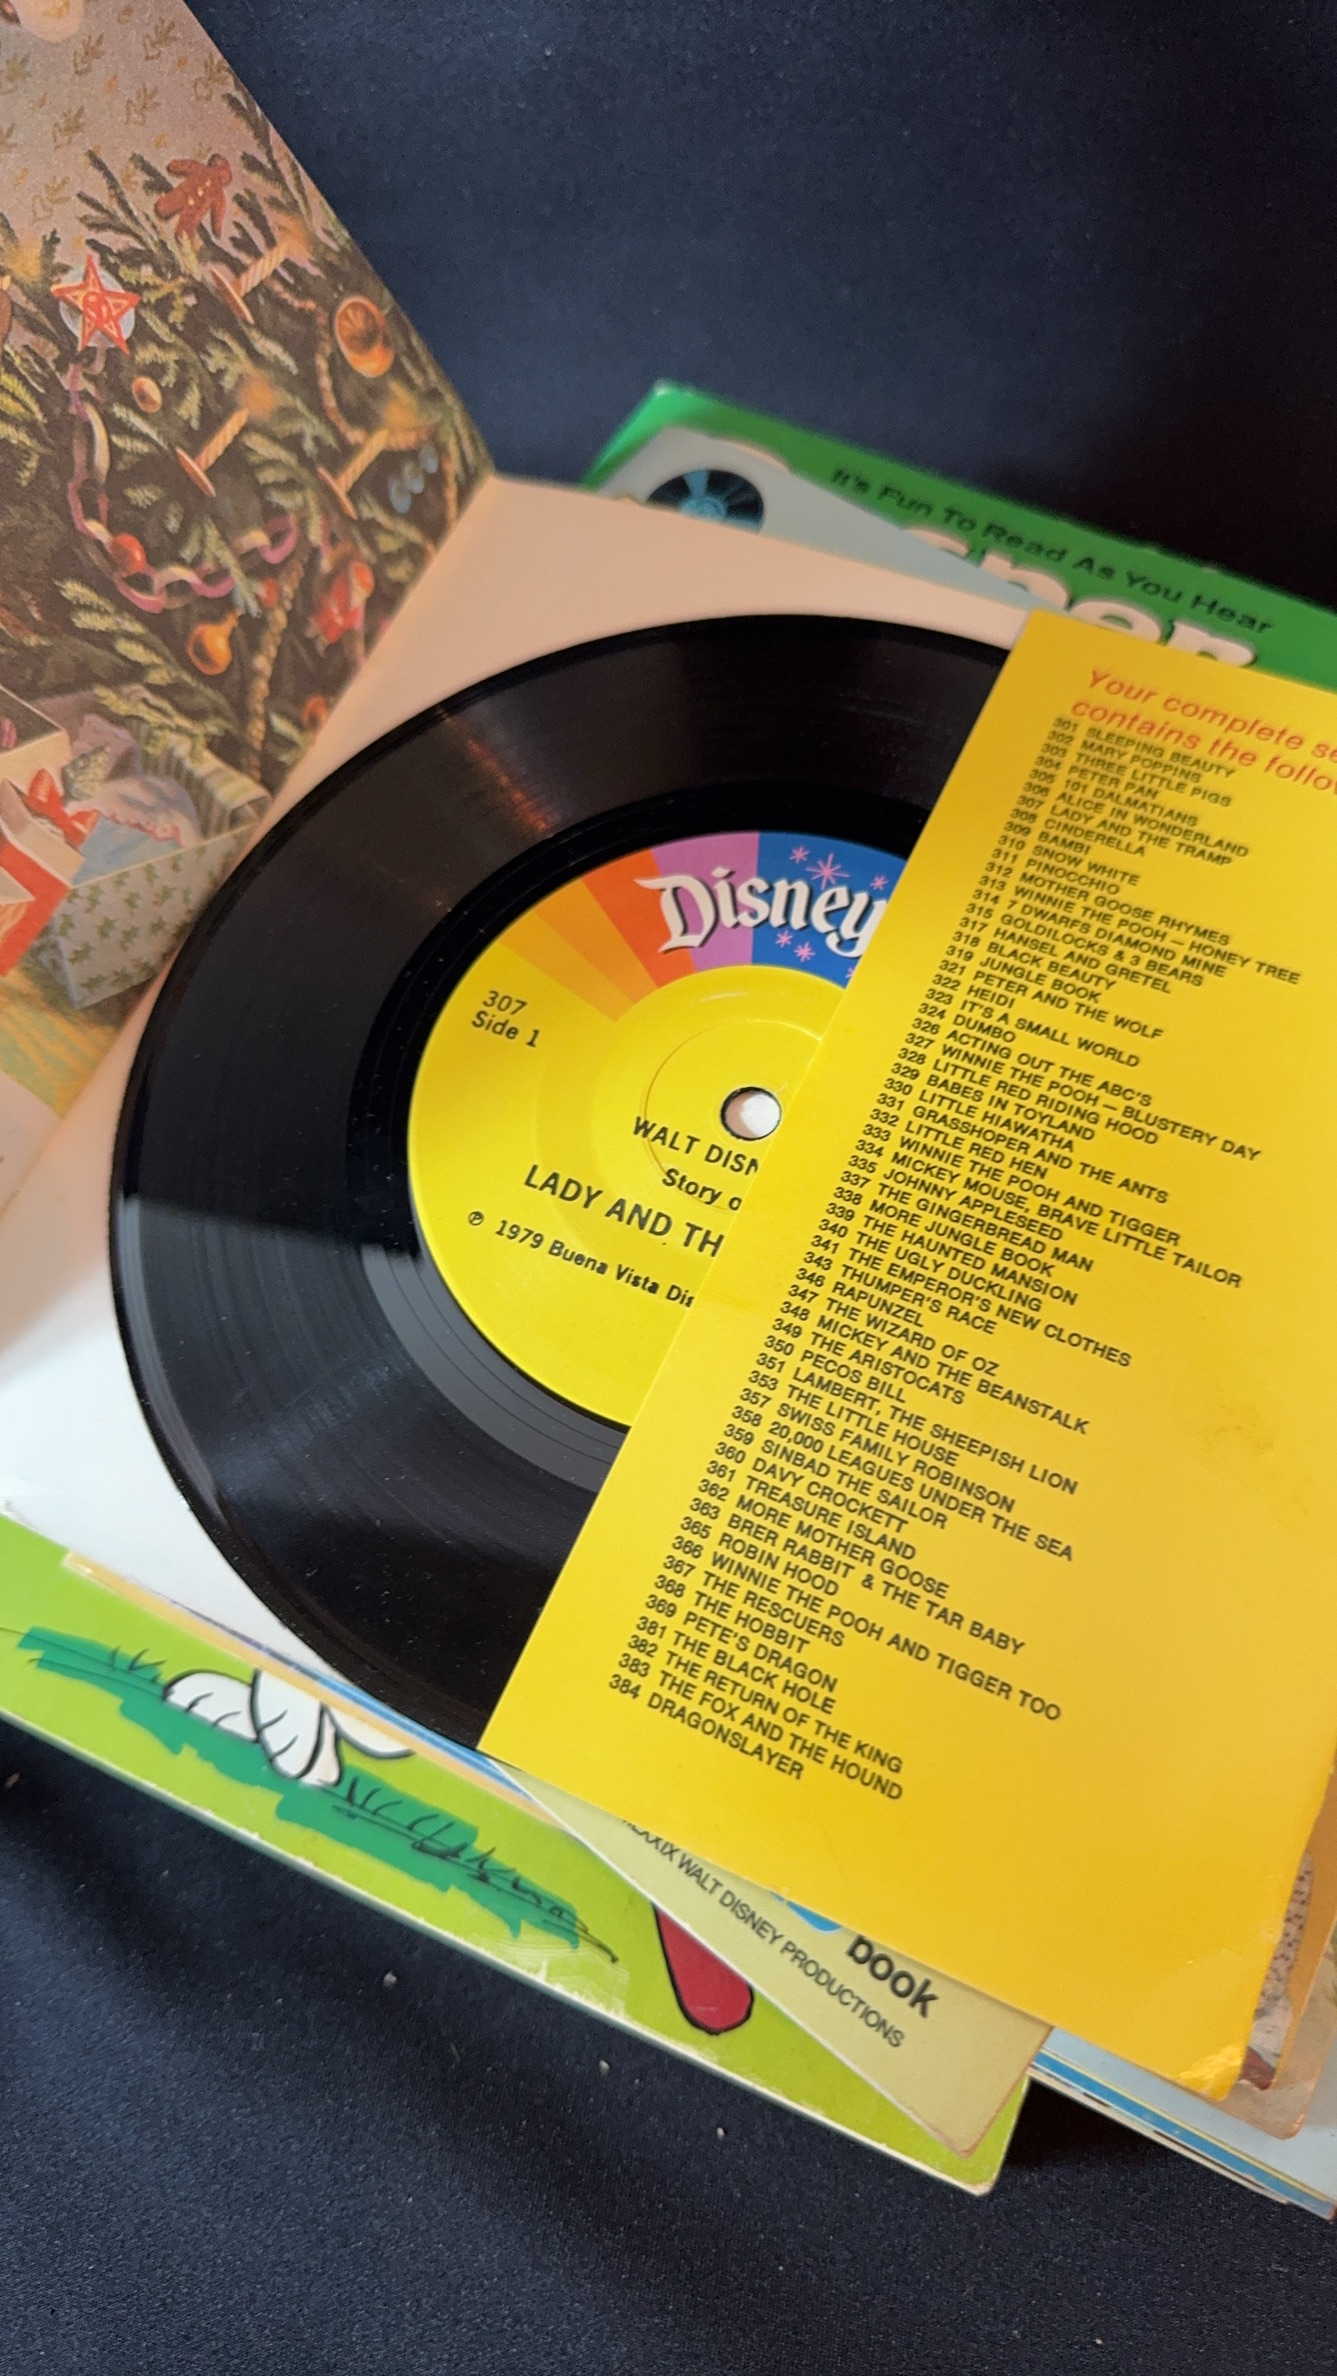 It's Fun To Read As You Hear
Your complete
contains the
301 SLEEPING BEAUTY
302 MARY POPPINS
303 THREE LITTLE PIGS
304 PETER PAN
305 101 DALMATIANS
306 ALICE IN WONDERLAND
307 LADY AND THE TRAMP
308 CINDERELLA
309 BAMBI
310 SNOW WHITE
311 PINOCCHIO
312 MOTHER GOOSE RHYMES
313 WINNIE THE POOH — HONEY TREE
314 7 DWARFS DIAMOND MINE
315 GOLDILOCKS & 3 BEARS
317 HANSEL AND GRETEL
318 BLACK BEAUTY
319 JUNGLE BOOK
321 PETER AND THE WOLF
322 HEIDI
323 IT'S A SMALL WORLD
324 DUMBO
326 ACTING OUT THE ABC'S
327 WINNIE THE POOH — BLUSTERY DAY
328 LITTLE RED RIDING HOOD
329 BABES IN TOYLAND
330 LITTLE HIAWATHA
331 GRASSHOPER AND THE ANTS
332 LITTLE RED HEN
333 WINNIE THE POOH AND TIGGER
334 MICKEY MOUSE, BRAVE LITTLE TAILOR
335 JOHNNY APPLESEED
337 THE GINGERBREAD MAN
338 MORE JUNGLE BOOK
339 THE HAUNTED MANSION
340 THE UGLY DUCKLING
341 THE EMPEROR'S NEW CLOTHES
343 THUMPER'S RACE
346 RAPUNZEL
347 THE WIZARD OF OZ
348 MICKEY AND THE BEANSTALK
349 THE ARISTOCATS
350 PECOS BILL
351 LAMBERT, THE SHEEPISH LION
353 THE LITTLE HOUSE
357 SWISS FAMILY ROBINSON
358 20,000 LEAGUES UNDER THE SEA
359 SINBAD THE SAILOR
360 DAVY CROCKETT
361 TREASURE ISLAND
362 MORE MOTHER GOOSE
363 BRER RABBIT & THE TAR BABY
365 ROBIN HOOD
366 WINNIE THE POOH AND TIGGER TOO
367 THE RESCUERS
368 THE HOBBIT
369 PETE'S DRAGON
381 THE BLACK HOLE
382 THE RETURN OF THE KING
383 THE FOX AND THE HOUND
384 DRAGONSLAYER
Disney
307
Side 1
WALT
Story
LADY AND
℗ 1979 Buena Vista
book
WALT DISNEY PRODUCTIONS